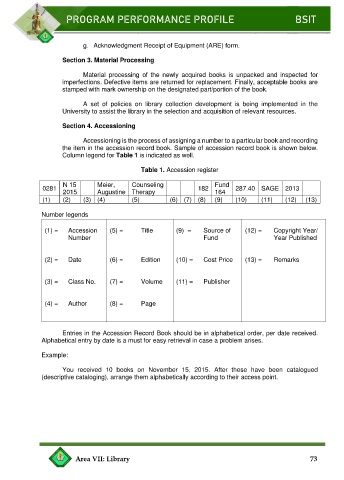 PROGRAM PERFORMANCE PROFILE BSIT
g. Acknowledgment Receipt of Equipment (ARE) form.
Section 3. Material Processing
Material processing of the newly acquired books is unpacked and inspected for
imperfections. Defective items are returned for replacement. Finally, acceptable books are
stamped with mark ownership on the designated part/portion of the book.
A set of policies on library collection development is being implemented in the
University to assist the library in the selection and acquisition of relevant resources.
Section 4. Accessioning
Accessioning is the process of assigning a number to a particular book and recording
the item in the accession record book. Sample of accession record book is shown below.
Column legend for Table 1 is indicated as well.
Table 1. Accession register
0281 N 15 2015 Meier, Augustine Counseling Therapy 182 Fund 164 287.40 SAGE 2013
(1) (2) (3) (4) (5) (6) (7) (8) (9) (10) (11) (12) (13)
Number legends
(1) = Accession Number (5) = Title (9) = Source of Fund (12) = Copyright Year/ Year Published
(2) = Date (6) = Edition (10) = Cost Price (13) = Remarks
(3) = Class No. (7) = Volume (11) = Publisher
(4) = Author (8) = Page
Entries in the Accession Record Book should be in alphabetical order, per date received.
Alphabetical entry by date is a must for easy retrieval in case a problem arises.
Example:
You received 10 books on November 15, 2015. After these have been catalogued
(descriptive cataloging), arrange them alphabetically according to their access point.
Area VII: Library 73